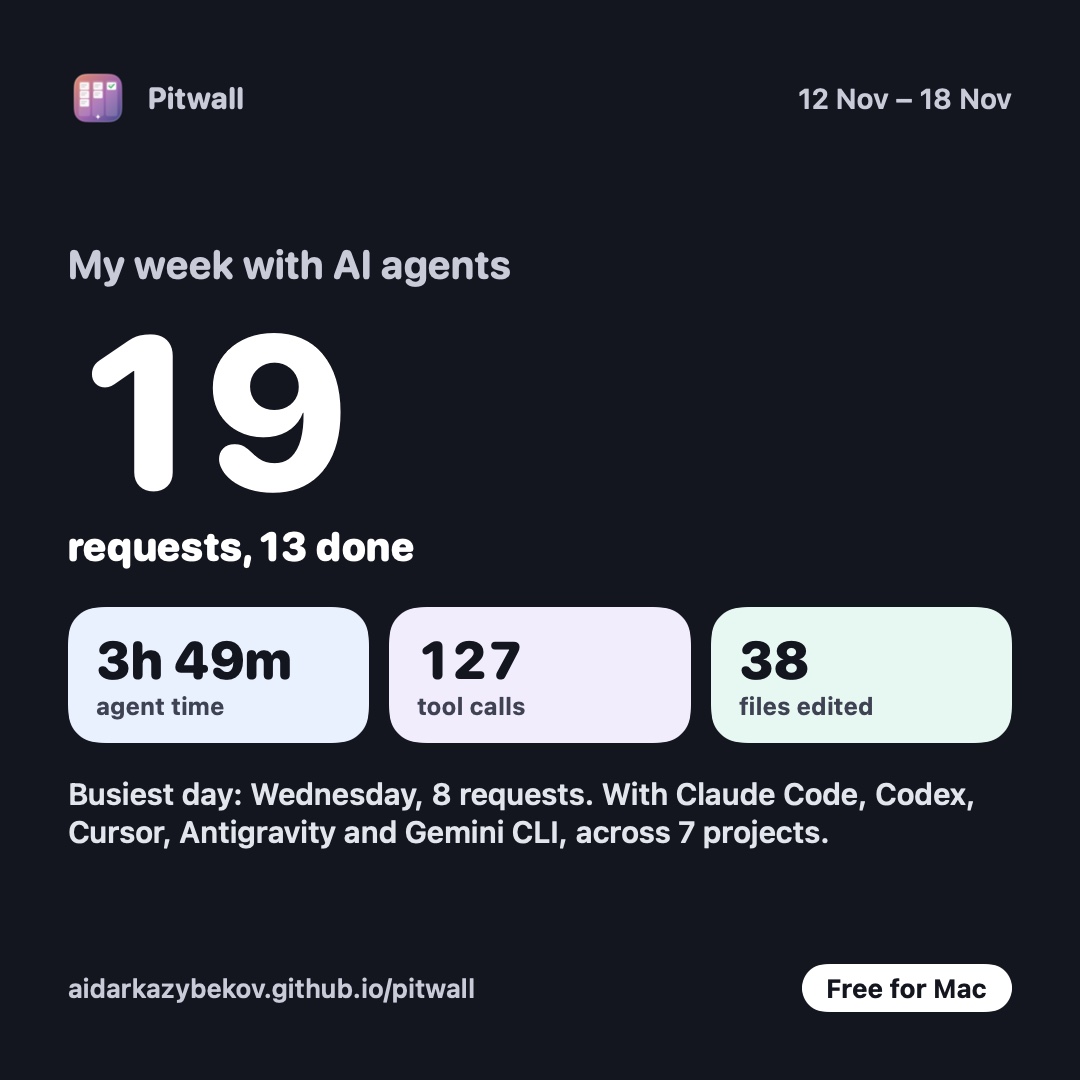 Pitwall
12 Nov – 18 Nov
My week with AI agents
19
requests, 13 done
3h 49m
agent time
127
tool calls
38
files edited
Busiest day: Wednesday, 8 requests. With Claude Code, Codex,
Cursor, Antigravity and Gemini CLI, across 7 projects.
aidarkazybekov.github.io/pitwall
Free for Mac